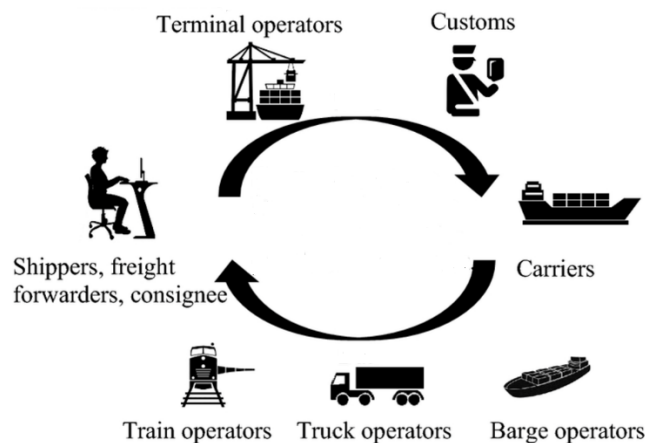 Terminal operators
Customs
Shippers, freight
forwarders, consignee
Carriers
Train operators
Truck operators
Barge operators